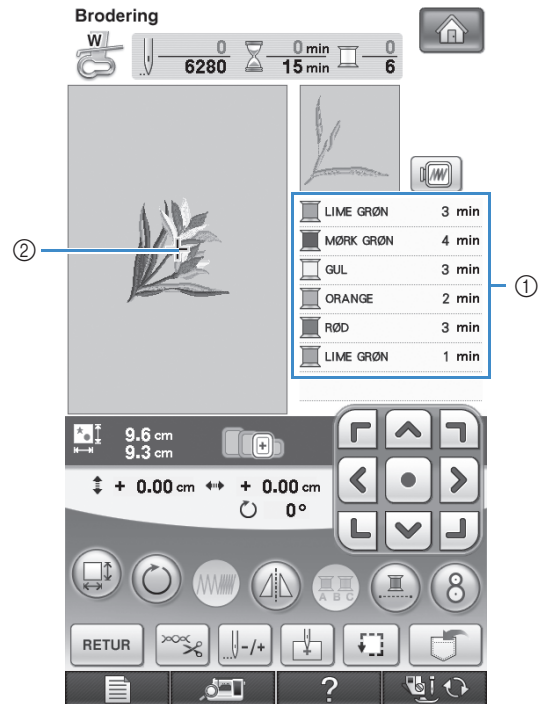 Brodering
W
0 0 min 0
6280 15 min 6
LIME GRØN 3 min
MØRK GRØN 4 min
GUL 3 min
ORANGE 2 min
RØD 3 min
LIME GRØN 1 min
①
②
9.6 cm
9.3 cm
+ 0.00 cm + 0.00 cm
0°
A B C
8
RETUR -/+
?